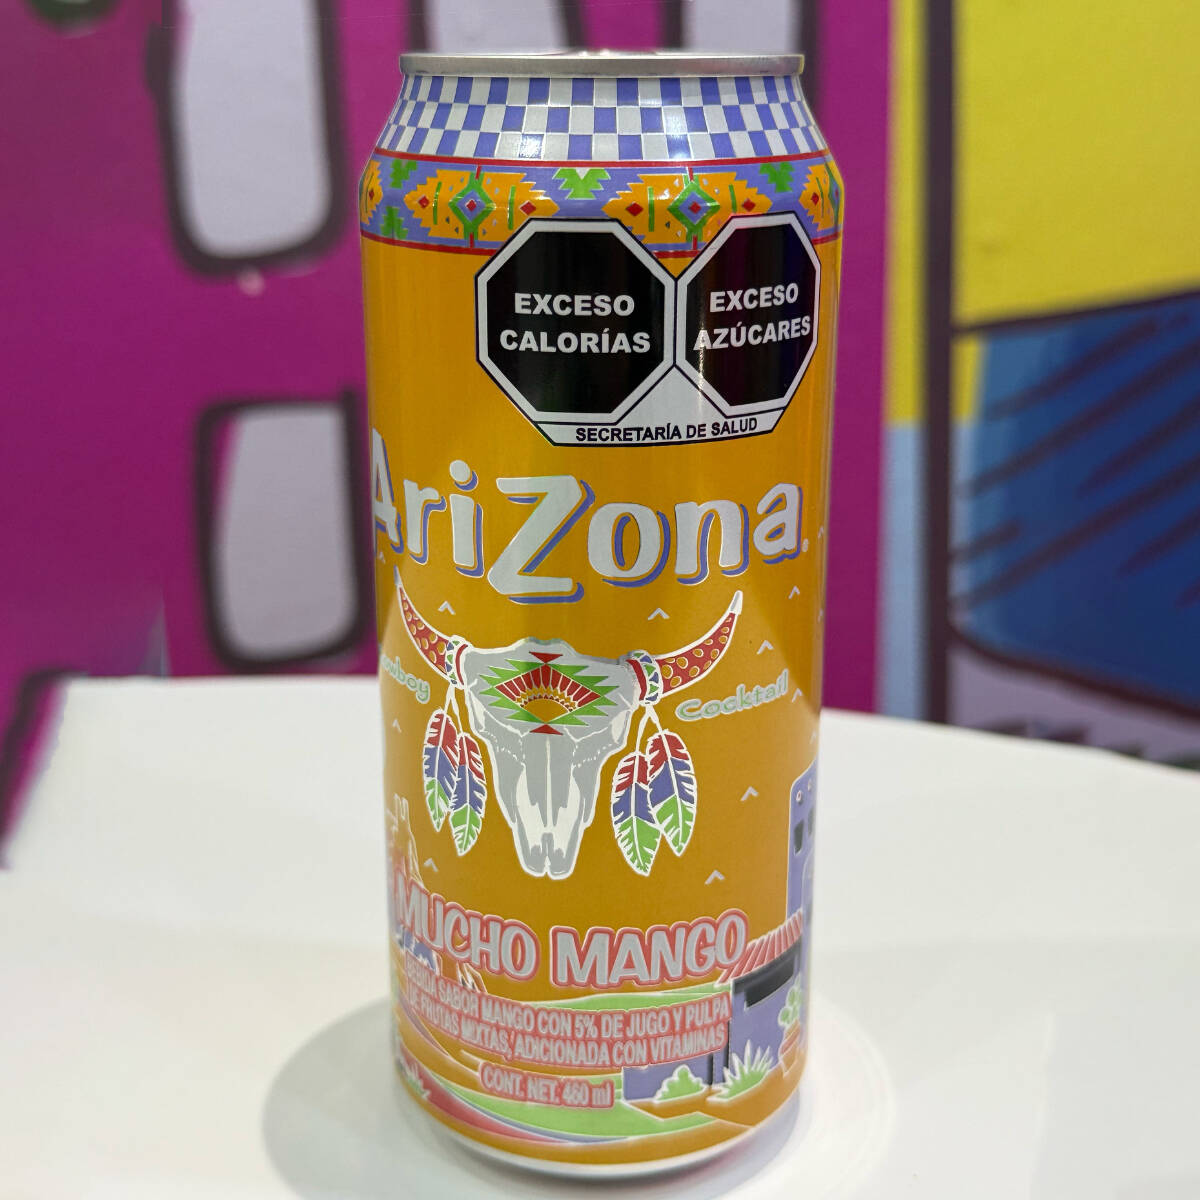 EXCESO CALORÍAS
EXCESO AZÚCARES
SECRETARÍA DE SALUD
AriZona
Cowboy Cocktail
MUCHO MANGO
BEBIDA SABOR MANGO CON 5% DE JUGO Y PULPA
DE FRUTAS MIXTAS, ADICIONADA CON VITAMINAS
CONT. NET. 460 ml